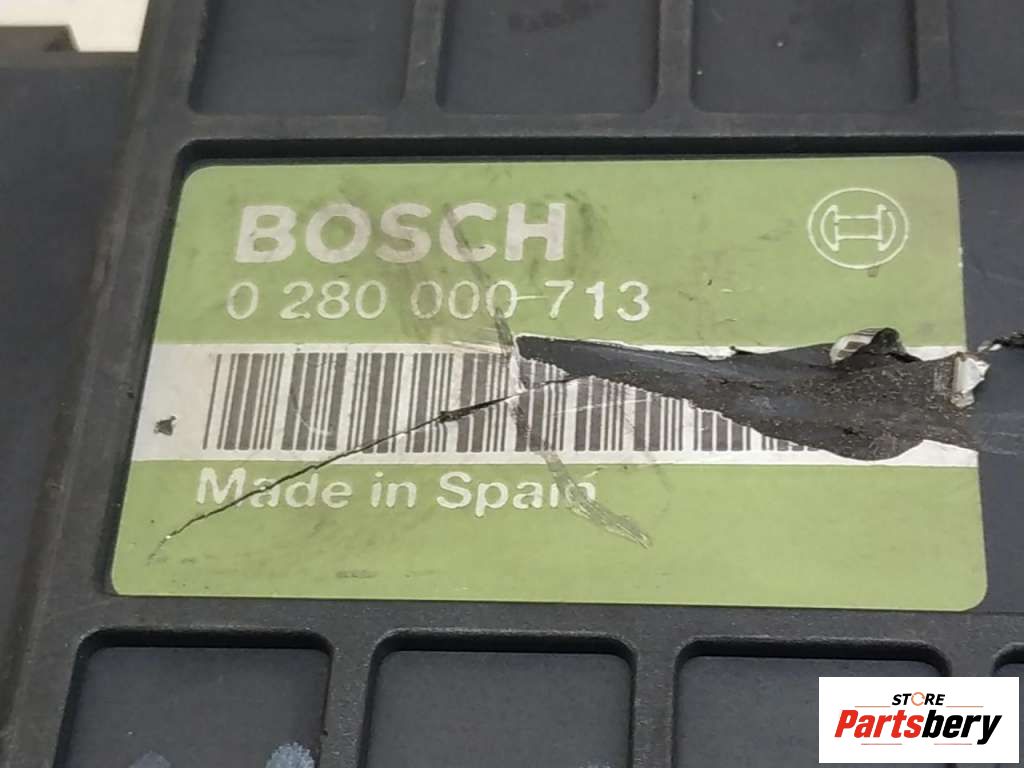 BOSCH
0 280 000 713
Made in Spain
STORE
Partsbery